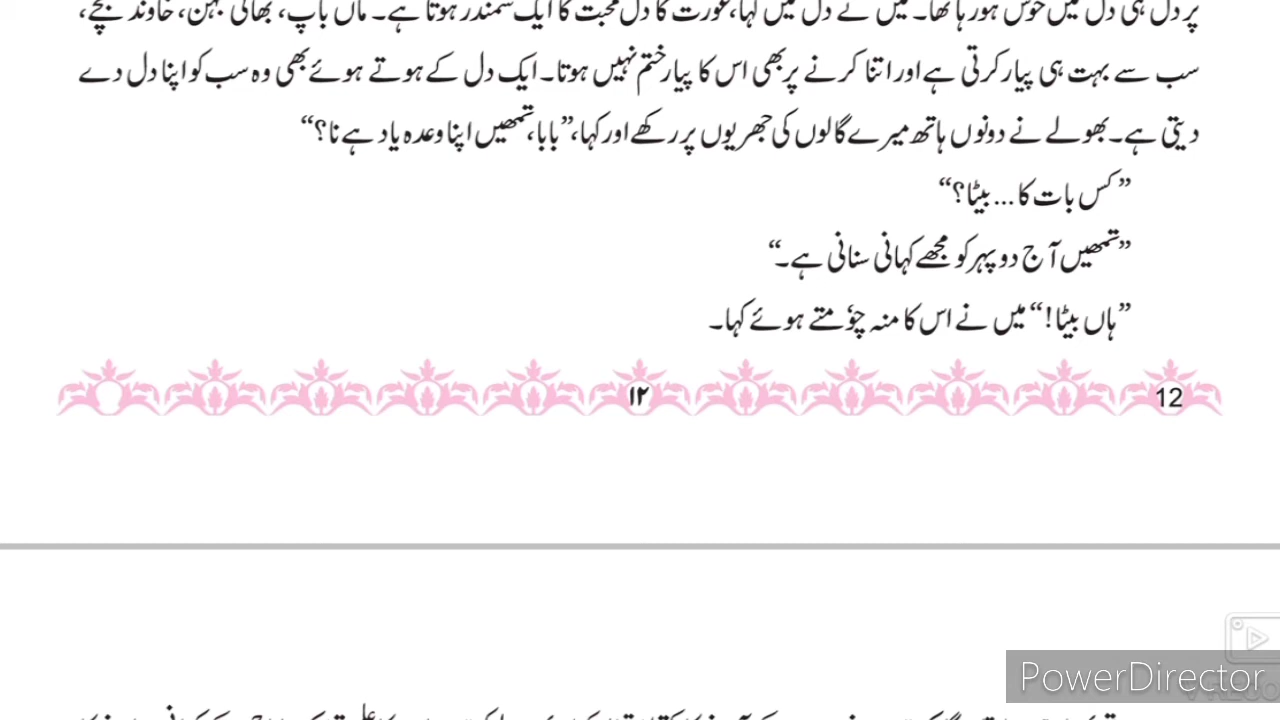 پر دل ہی دل میں خوش ہو رہا تھا۔ میں نے دل میں کہا، عورت کا دل محبت کا ایک سمندر ہوتا ہے۔ ماں باپ، بھائی بہن، خاوند بچے،
سب سے بہت ہی پیار کرتی ہے اور اتنا کرنے پر بھی اس کا پیار ختم نہیں ہوتا۔ ایک دل کے ہوتے ہوئے بھی وہ سب کو اپنا دل دے
دیتی ہے۔ بھولے نے دونوں ہاتھ میرے گالوں کی جھریوں پر رکھے اور کہا، ”بابا، تمھیں اپنا وعدہ یاد ہے نا؟“
”کس بات کا... بیٹا؟“
”تمھیں آج دوپہر کو مجھے کہانی سنانی ہے۔“
”ہاں بیٹا!“ میں نے اس کا منہ چوٗمتے ہوئے کہا۔
۱۲ 12
PowerDirector